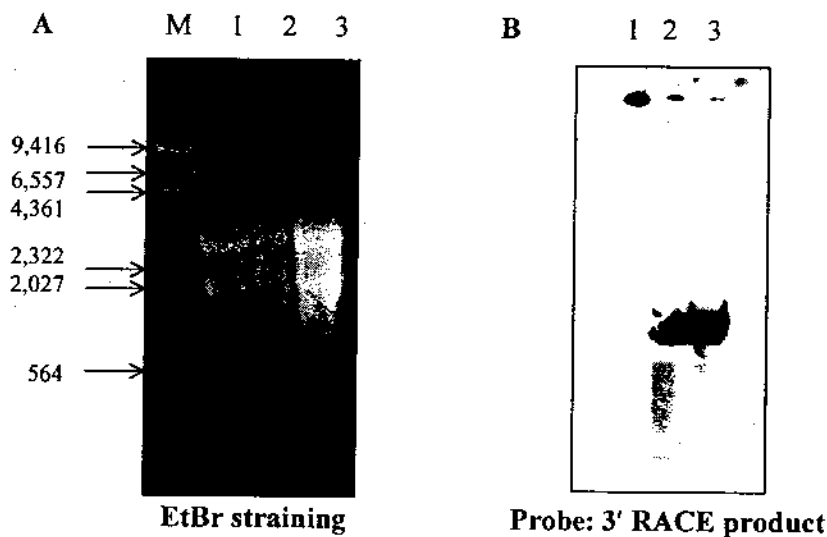 A M 1 2 3 B 1 2 3
9,416
6,557
4,361
2,322
2,027
564
EtBr straining
Probe: 3′ RACE product